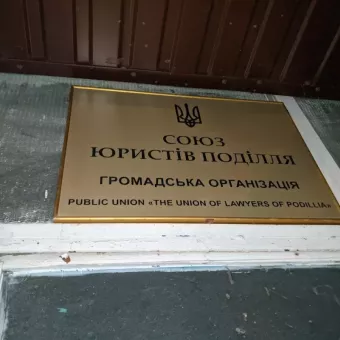 СОЮЗ
ЮРИСТІВ ПОДІЛЛЯ
ГРОМАДСЬКА ОРГАНІЗАЦІЯ
PUBLIC UNION «THE UNION OF LAWYERS OF PODILLIA»